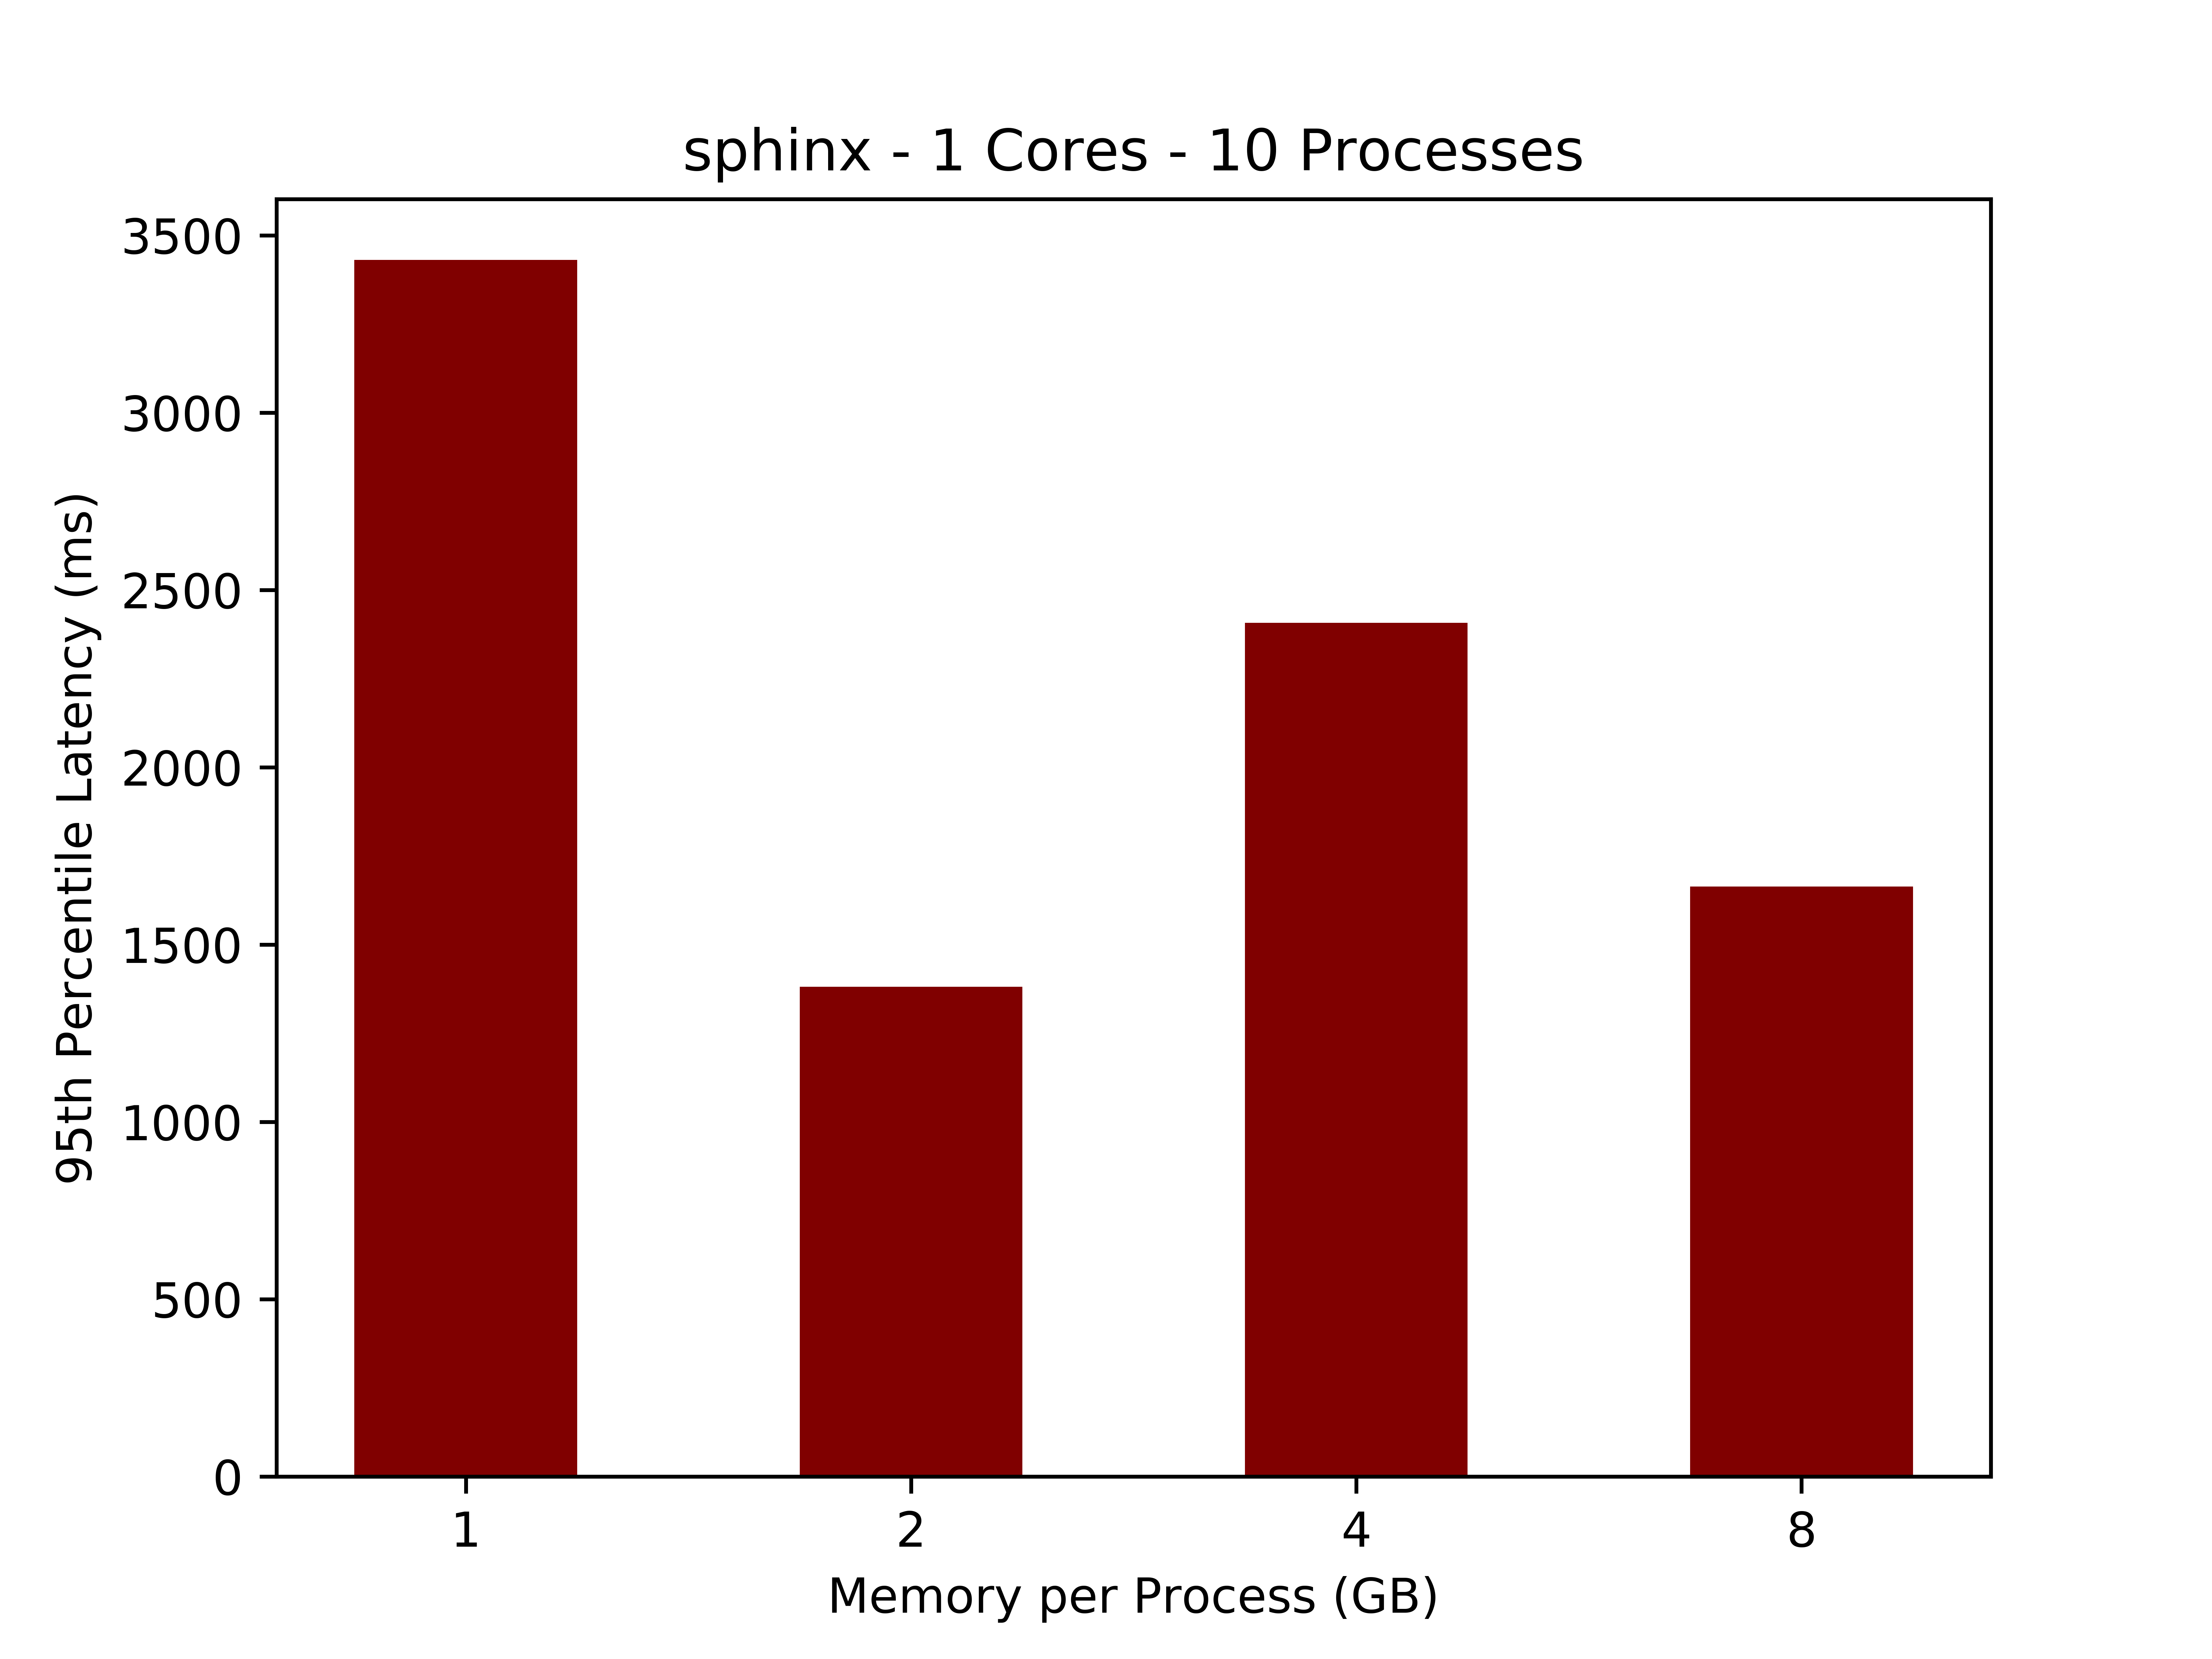 sphinx - 1 Cores - 10 Processes
3500
3000
2500
2000
1500
1000
500
0
95th Percentile Latency (ms)
1 2 4 8
Memory per Process (GB)